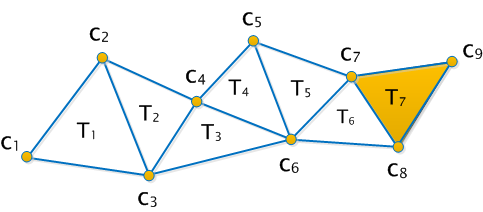 C₅
C₂
C₇
C₉
C₄
T₄
T₅
T₇
T₂
T₆
T₁
T₃
C₁
C₆
C₈
C₃